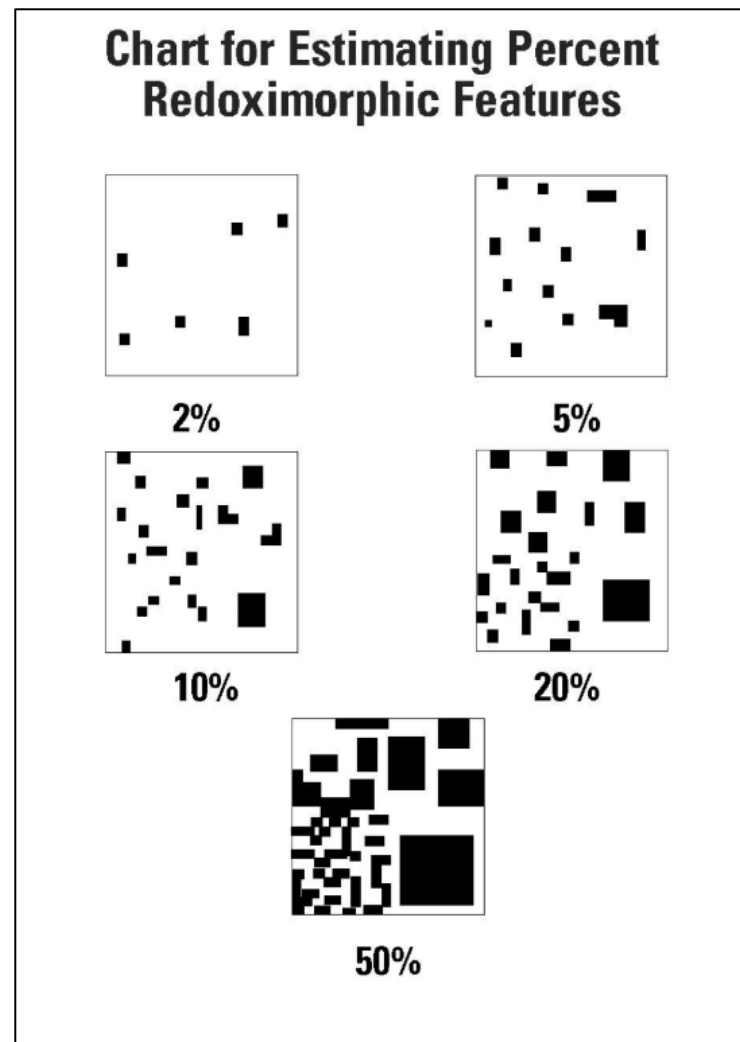 Chart for Estimating Percent
Redoximorphic Features
2%
5%
10%
20%
50%